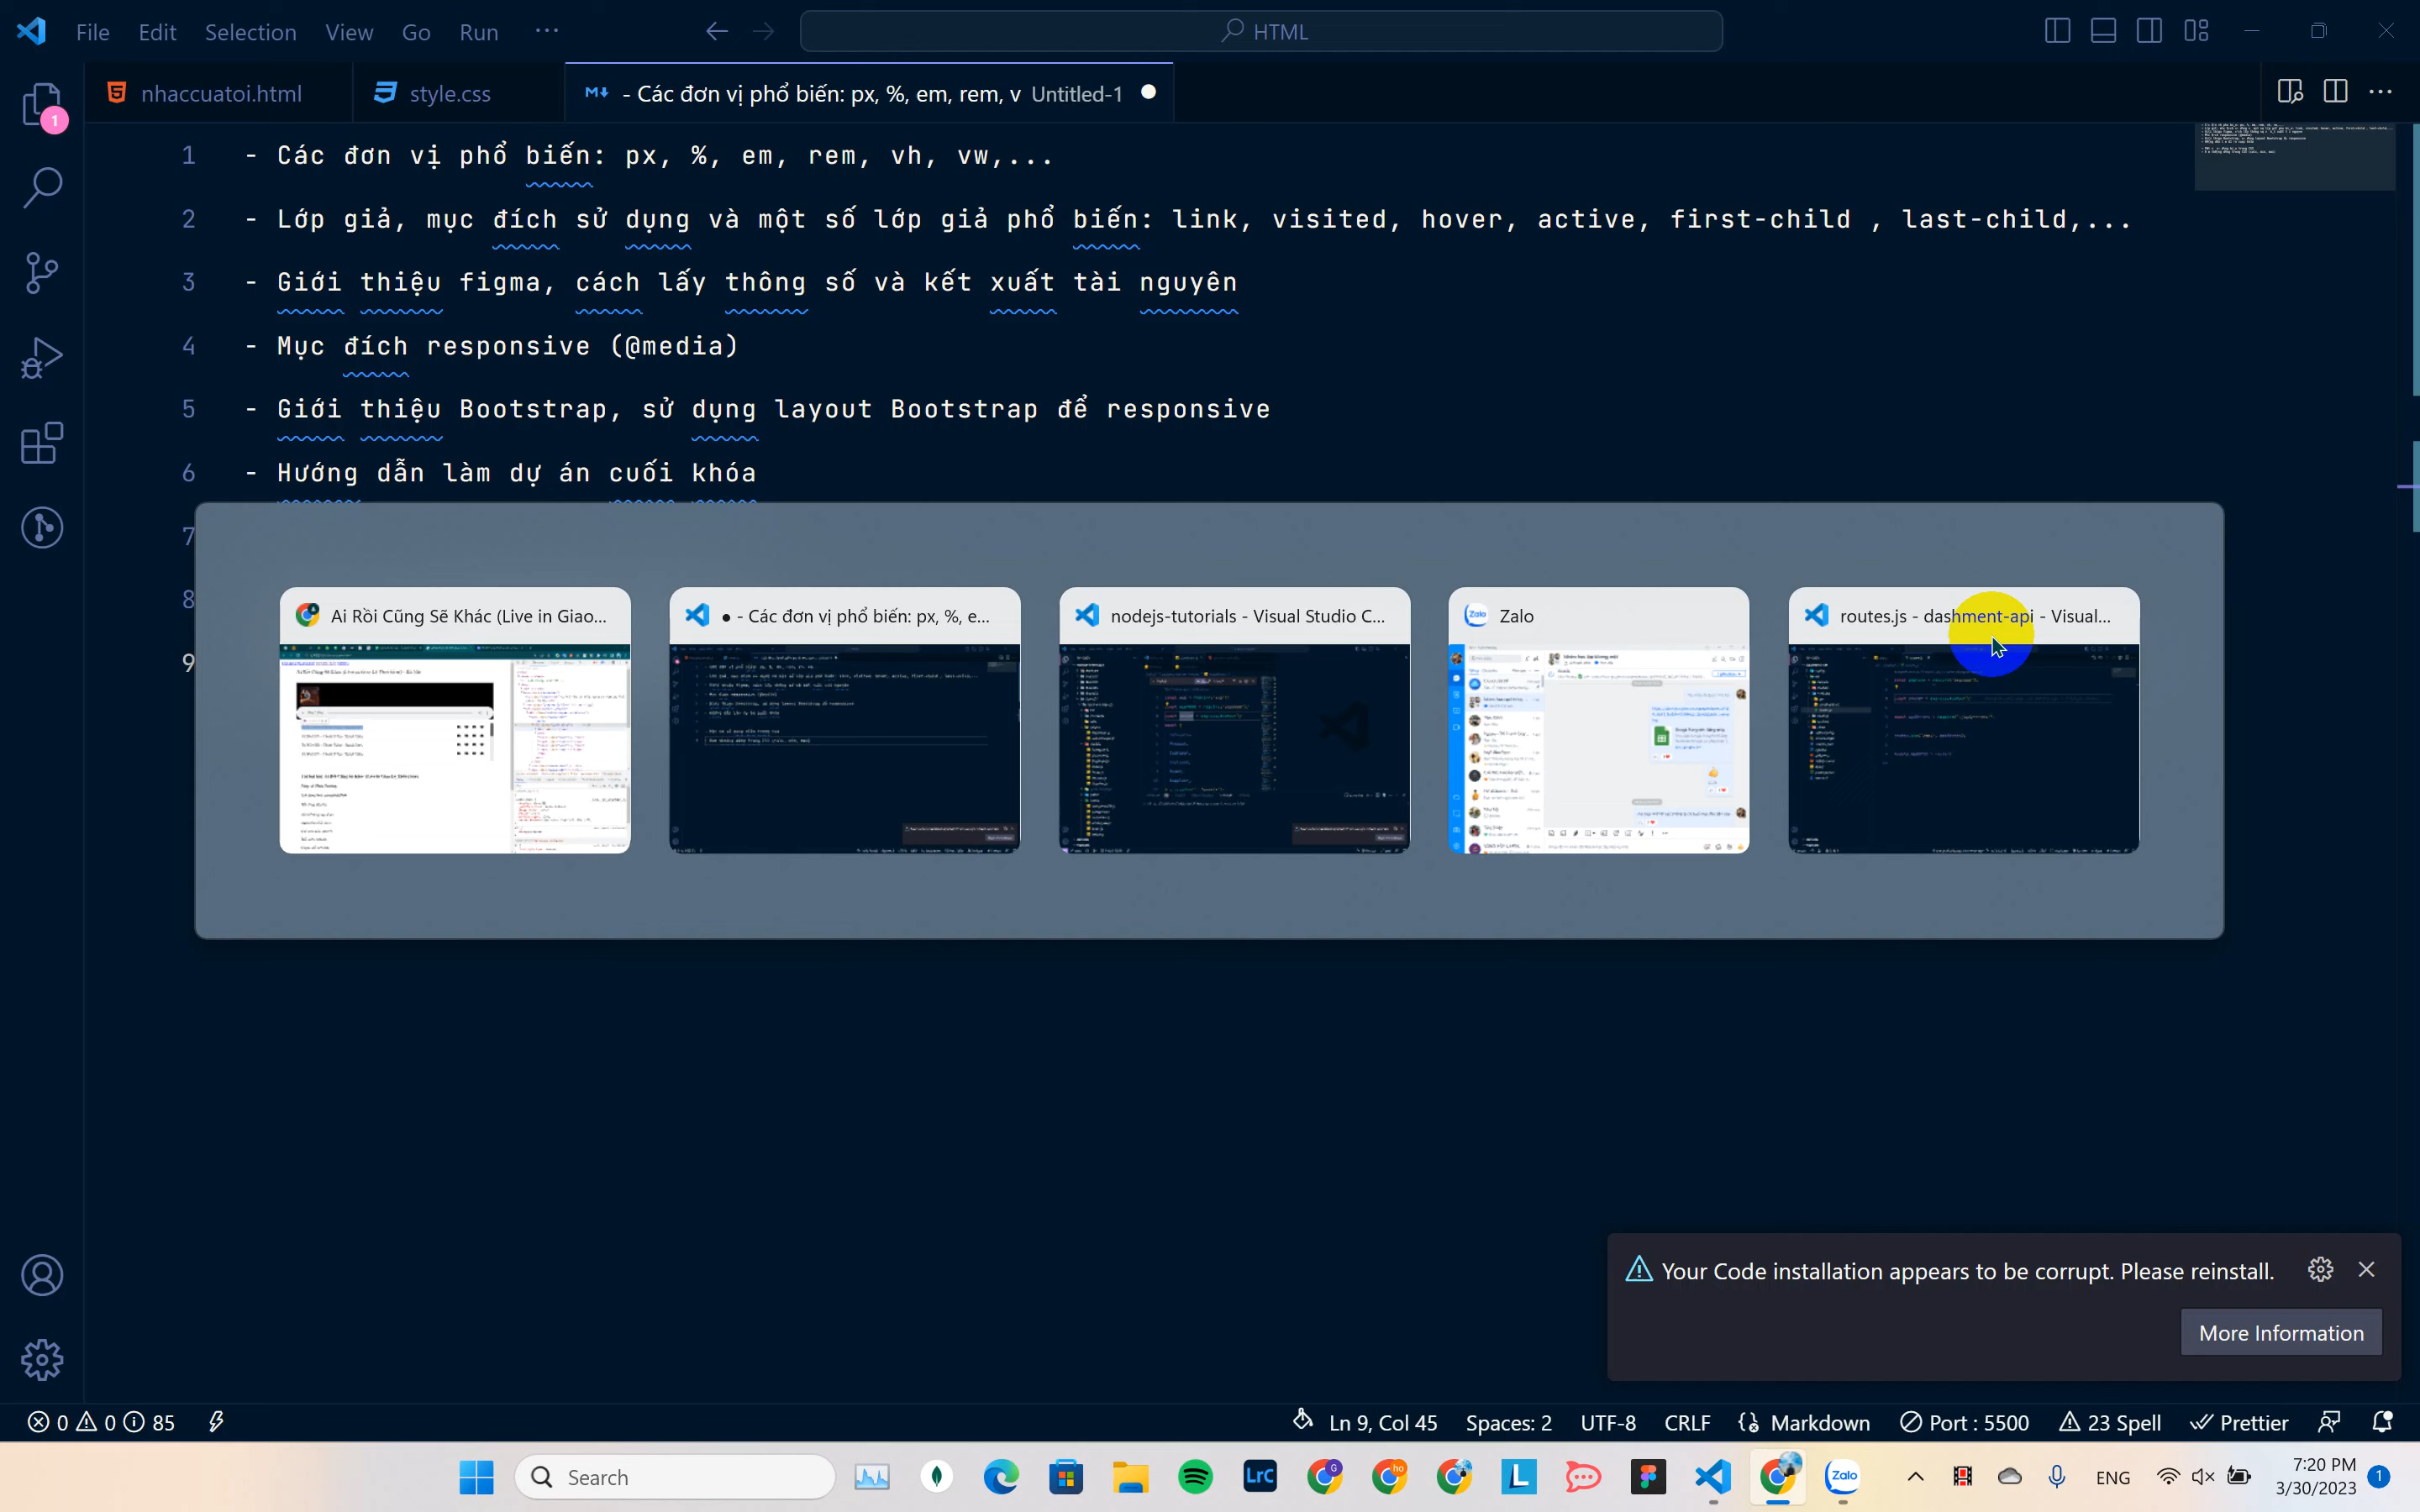 File Edit Selection View Go Run ...
HTML
nhaccuatoi.html
style.css
- Các đơn vị phổ biến: px, %, em, rem, v Untitled-1
1
1 - Các đơn vị phổ biến: px, %, em, rem, vh, vw,...
2 - Lớp giả, mục đích sử dụng và một số lớp giả phổ biến: link, visited, hover, active, first-child , last-child,...
3 - Giới thiệu figma, cách lấy thông số và kết xuất tài nguyên
4 - Mục đích responsive (@media)
5 - Giới thiệu Bootstrap, sử dụng layout Bootstrap để responsive
6 - Hướng dẫn làm dự án cuối khóa
7
8
9
Ai Rồi Cũng Sẽ Khác (Live in Giao...
● - Các đơn vị phổ biến: px, %, e...
nodejs-tutorials - Visual Studio C...
Zalo
routes.js - dashment-api - Visual...
Your Code installation appears to be corrupt. Please reinstall.
More Information
0 0 85
Ln 9, Col 45 Spaces: 2 UTF-8 CRLF Markdown Port : 5500 23 Spell Prettier
Search
LrC
G
ho
L
Zalo
ENG
7:20 PM
3/30/2023
1